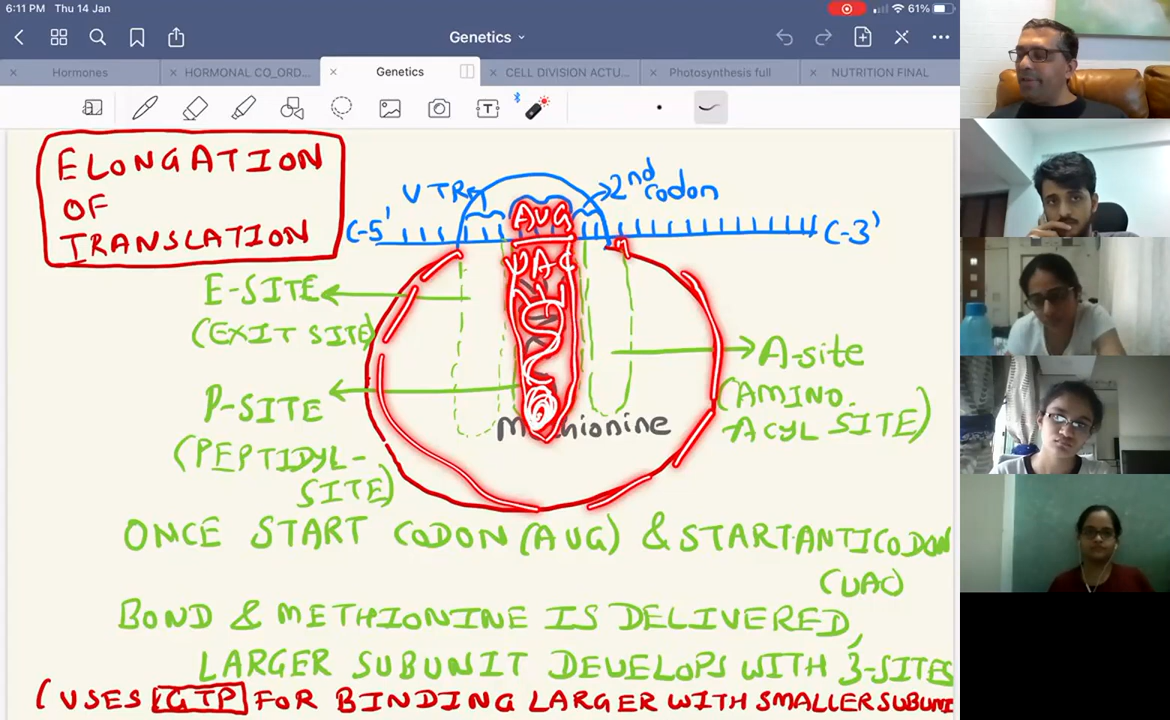 6:11 PM Thu 14 Jan
61%
Genetics
Hormones
HORMONAL CO_ORD...
Genetics
CELL DIVISION ACTU...
Photosynthesis full
NUTRITION FINAL
ELONGATION
OF
TRANSLATION
UTR
2nd codon
AUG
C-5'
C-3'
UAC
E-SITE
(EXIT SITE)
A-site
(AMINO-
ACYL SITE)
P-SITE
(PEPTIDYL-
SITE)
Methionine
ONCE START CODON (AUG) & START ANTICODON
(UAC)
BOND & METHIONINE IS DELIVERED,
LARGER SUBUNIT DEVELOPS WITH 3-SITES
(USES GTP FOR BINDING LARGER WITH SMALLER SUBUNI